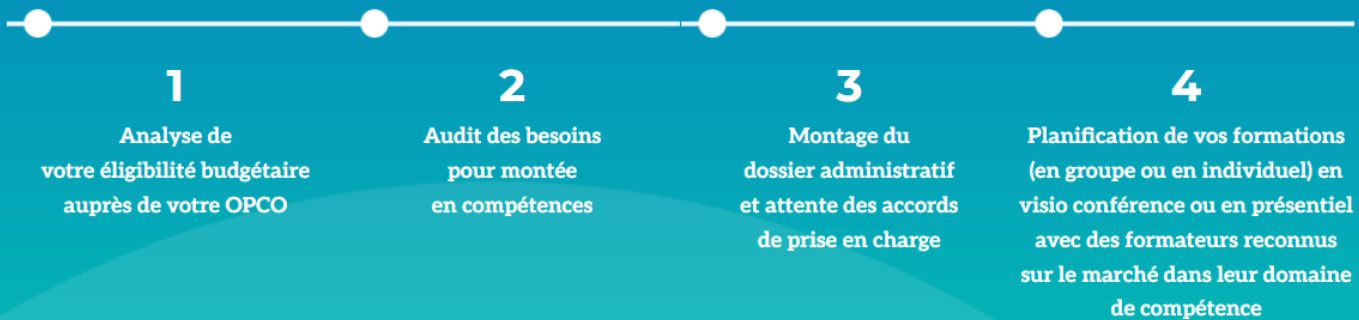 1
Analyse de
votre éligibilité budgétaire
auprès de votre OPCO
2
Audit des besoins
pour montée
en compétences
3
Montage du
dossier administratif
et attente des accords
de prise en charge
4
Planification de vos formations
(en groupe ou en individuel) en
visio conférence ou en présentiel
avec des formateurs reconnus
sur le marché dans leur domaine
de compétence